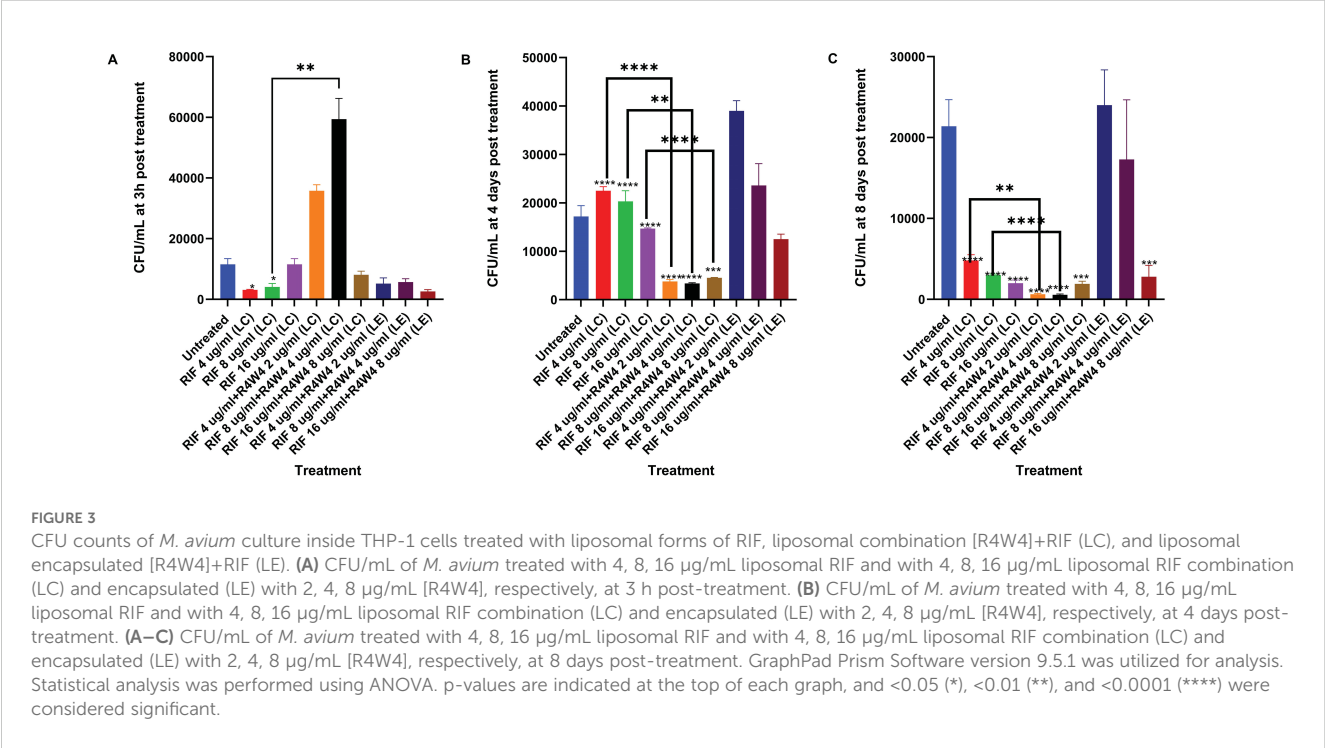 A
CFU/mL at 3h post treatment
80000
60000
40000
20000
0
**
*
*
Untreated
RIF 4 ug/ml (LC)
RIF 8 ug/ml (LC)
RIF 16 ug/ml (LC)
RIF 4 ug/ml+R4W4 2 ug/ml (LC)
RIF 8 ug/ml+R4W4 4 ug/ml (LC)
RIF 16 ug/ml+R4W4 8 ug/ml (LC)
RIF 4 ug/ml+R4W4 2 ug/ml (LE)
RIF 8 ug/ml+R4W4 4 ug/ml (LE)
RIF 16 ug/ml+R4W4 8 ug/ml (LE)
Treatment
B
CFU/mL at 4 days post treatment
50000
40000
30000
20000
10000
0
****
**
****
****
****
****
****
****
***
Untreated
RIF 4 ug/ml (LC)
RIF 8 ug/ml (LC)
RIF 16 ug/ml (LC)
RIF 4 ug/ml+R4W4 2 ug/ml (LC)
RIF 8 ug/ml+R4W4 4 ug/ml (LC)
RIF 16 ug/ml+R4W4 8 ug/ml (LC)
RIF 4 ug/ml+R4W4 2 ug/ml (LE)
RIF 8 ug/ml+R4W4 4 ug/ml (LE)
RIF 16 ug/ml+R4W4 8 ug/ml (LE)
Treatment
C
CFU/mL at 8 days post treatment
30000
20000
10000
0
**
****
****
****
****
****
****
***
***
Untreated
RIF 4 ug/ml (LC)
RIF 8 ug/ml (LC)
RIF 16 ug/ml (LC)
RIF 4 ug/ml+R4W4 2 ug/ml (LC)
RIF 8 ug/ml+R4W4 4 ug/ml (LC)
RIF 16 ug/ml+R4W4 8 ug/ml (LC)
RIF 4 ug/ml+R4W4 2 ug/ml (LE)
RIF 8 ug/ml+R4W4 4 ug/ml (LE)
RIF 16 ug/ml+R4W4 8 ug/ml (LE)
Treatment
FIGURE 3
CFU counts of M. avium culture inside THP-1 cells treated with liposomal forms of RIF, liposomal combination [R4W4]+RIF (LC), and liposomal
encapsulated [R4W4]+RIF (LE). (A) CFU/mL of M. avium treated with 4, 8, 16 µg/mL liposomal RIF and with 4, 8, 16 µg/mL liposomal RIF combination
(LC) and encapsulated (LE) with 2, 4, 8 µg/mL [R4W4], respectively, at 3 h post-treatment. (B) CFU/mL of M. avium treated with 4, 8, 16 µg/mL
liposomal RIF and with 4, 8, 16 µg/mL liposomal RIF combination (LC) and encapsulated (LE) with 2, 4, 8 µg/mL [R4W4], respectively, at 4 days post-
treatment. (A–C) CFU/mL of M. avium treated with 4, 8, 16 µg/mL liposomal RIF and with 4, 8, 16 µg/mL liposomal RIF combination (LC) and
encapsulated (LE) with 2, 4, 8 µg/mL [R4W4], respectively, at 8 days post-treatment. GraphPad Prism Software version 9.5.1 was utilized for analysis.
Statistical analysis was performed using ANOVA. p-values are indicated at the top of each graph, and <0.05 (*), <0.01 (**), and <0.0001 (****) were
considered significant.